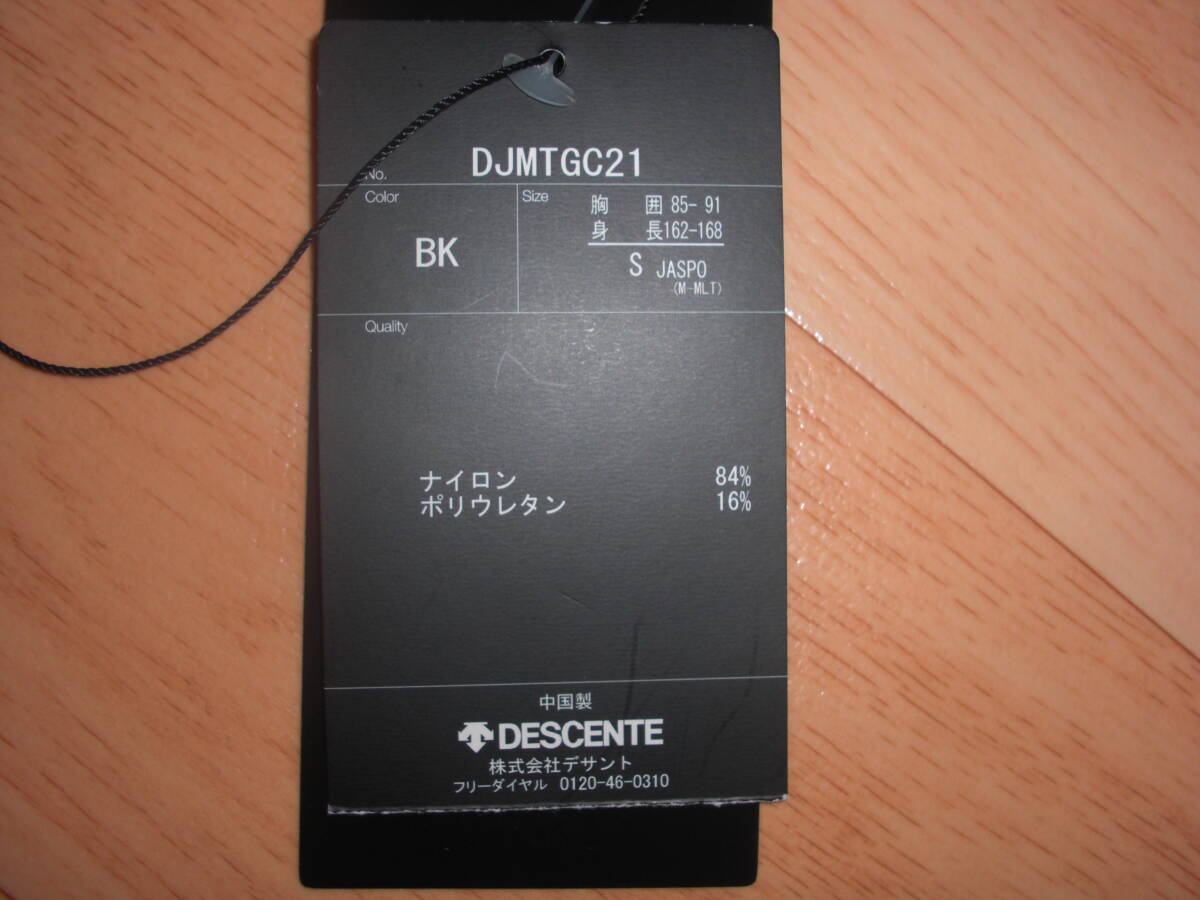 No. DJMTGC21
Color
BK
Size
胸 囲 85- 91
身 長162-168
S JASPO
(M-MLT)
Quality
ナイロン 84%
ポリウレタン 16%
中国製
DESCENTE
株式会社デサント
フリーダイヤル 0120-46-0310